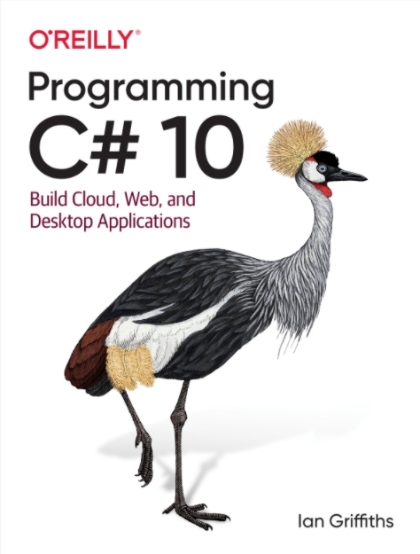 O'REILLY®
Programming
C# 10
Build Cloud, Web, and
Desktop Applications
Ian Griffiths